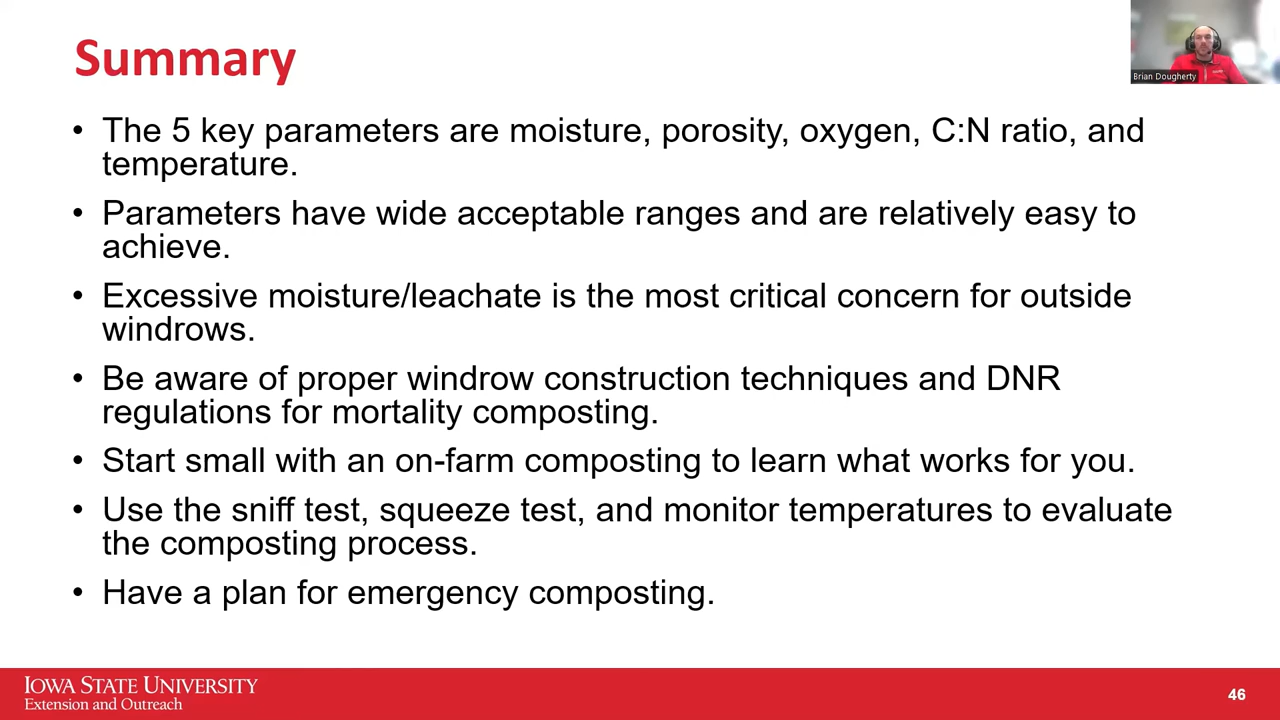 Summary
Brian Dougherty
• The 5 key parameters are moisture, porosity, oxygen, C:N ratio, and
temperature.
• Parameters have wide acceptable ranges and are relatively easy to
achieve.
• Excessive moisture/leachate is the most critical concern for outside
windrows.
• Be aware of proper windrow construction techniques and DNR
regulations for mortality composting.
• Start small with an on-farm composting to learn what works for you.
• Use the sniff test, squeeze test, and monitor temperatures to evaluate
the composting process.
• Have a plan for emergency composting.
IOWA STATE UNIVERSITY
Extension and Outreach
46